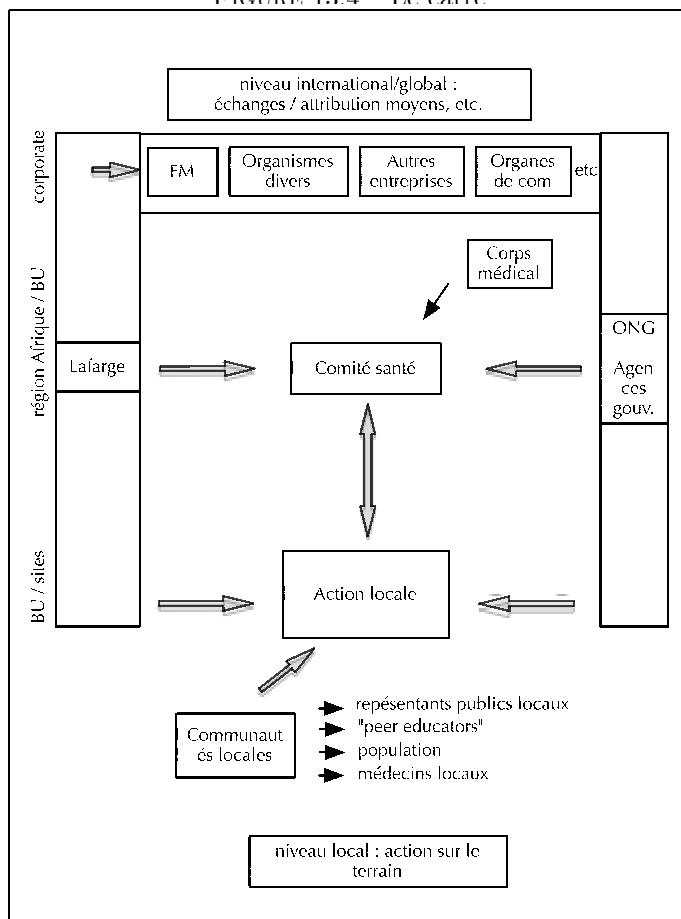 niveau international/global :
échanges / attribution moyens, etc.
corporate
FM
Organismes
divers
Autres
entreprises
Organes
de com
etc
Corps
médical
région Afrique / BU
Lafarge
Comité santé
ONG
Agen
ces
gouv.
BU / sites
Action locale
Communaut
és locales
repésentants publics locaux
"peer educators"
population
médecins locaux
niveau local : action sur le
terrain